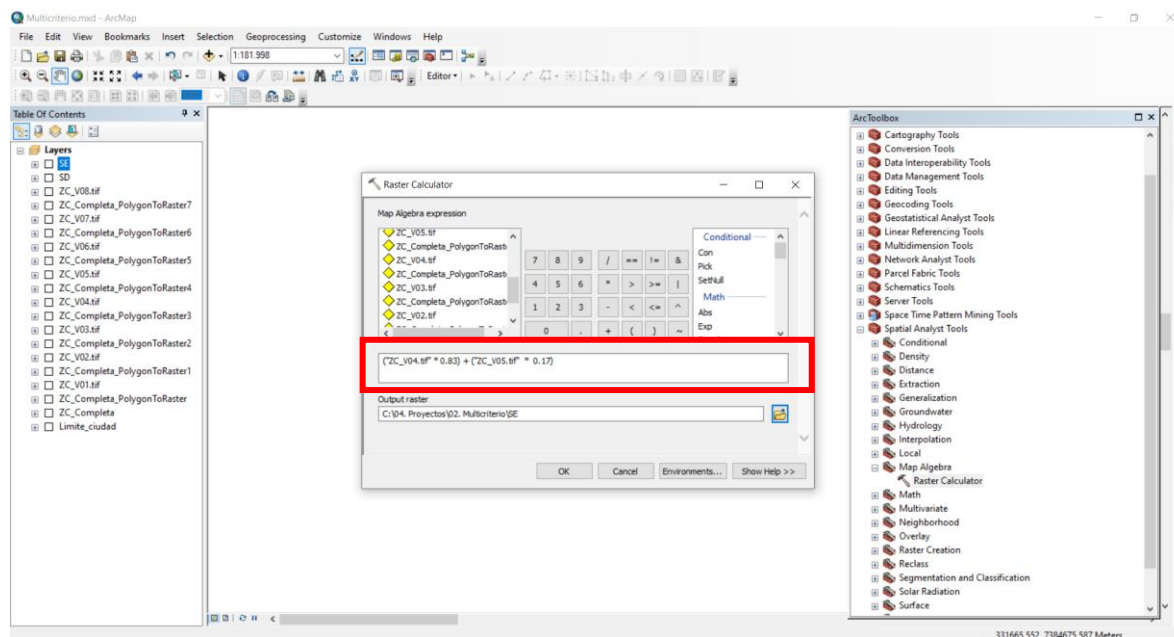 Multicriterio.mxd - ArcMap
File Edit View Bookmarks Insert Selection Geoprocessing Customize Windows Help
1:181.998
Editor
Table Of Contents
Layers
SE
SD
ZC_V08.tif
ZC_Completa_PolygonToRaster7
ZC_V07.tif
ZC_Completa_PolygonToRaster6
ZC_V06.tif
ZC_Completa_PolygonToRaster5
ZC_V05.tif
ZC_Completa_PolygonToRaster4
ZC_V04.tif
ZC_Completa_PolygonToRaster3
ZC_V03.tif
ZC_Completa_PolygonToRaster2
ZC_V02.tif
ZC_Completa_PolygonToRaster1
ZC_V01.tif
ZC_Completa_PolygonToRaster
ZC_Completa
Limite_ciudad
Raster Calculator
Map Algebra expression
ZC_V05.tif
ZC_Completa_PolygonToRast
ZC_V04.tif
ZC_Completa_PolygonToRast
ZC_V03.tif
ZC_Completa_PolygonToRast
ZC_V02.tif
7 8 9 / == != &
4 5 6 * > >= |
1 2 3 - < <= ^
0 . + ( ) ~
Conditional
Con
Pick
SetNull
Math
Abs
Exp
("ZC_V04.tif" * 0.83) + ("ZC_V05.tif" * 0.17)
Output raster
C:\04. Proyectos\02. Multicriterio\SE
OK Cancel Environments... Show Help >>
ArcToolbox
Cartography Tools
Conversion Tools
Data Interoperability Tools
Data Management Tools
Editing Tools
Geocoding Tools
Geostatistical Analyst Tools
Linear Referencing Tools
Multidimension Tools
Network Analyst Tools
Parcel Fabric Tools
Schematics Tools
Server Tools
Space Time Pattern Mining Tools
Spatial Analyst Tools
Conditional
Density
Distance
Extraction
Generalization
Groundwater
Hydrology
Interpolation
Local
Map Algebra
Raster Calculator
Math
Multivariate
Neighborhood
Overlay
Raster Creation
Reclass
Segmentation and Classification
Solar Radiation
Surface
331665,552 7384675,587 Meters